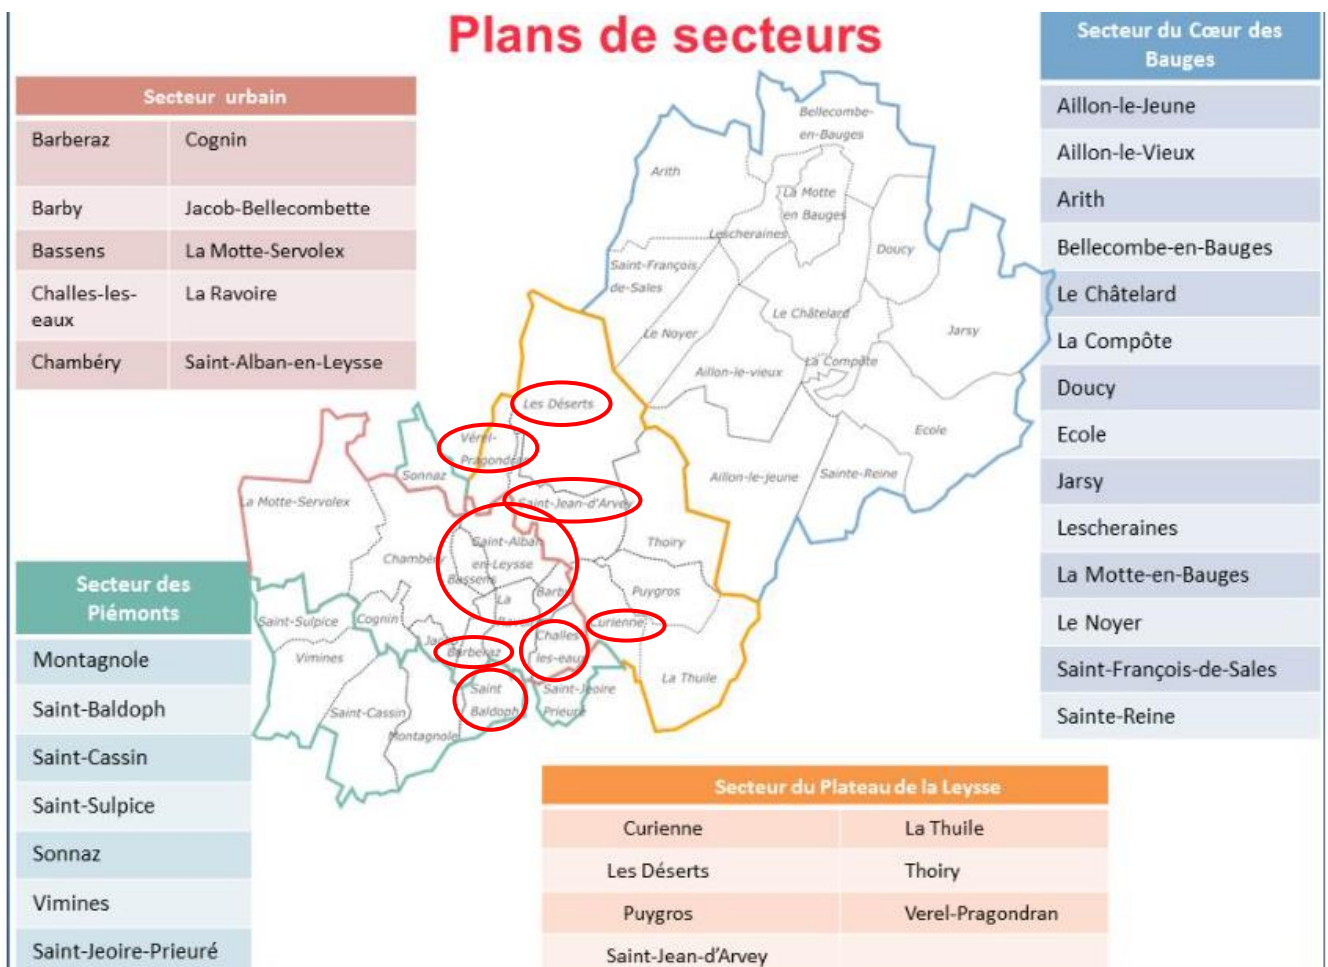 Plans de secteurs
Secteur urbain
Barberaz Cognin
Barby Jacob-Bellecombette
Bassens La Motte-Servolex
Challes-les- La Ravoire
eaux
Chambéry Saint-Alban-en-Leysse
Secteur du Cœur des
Bauges
Aillon-le-Jeune
Aillon-le-Vieux
Arith
Bellecombe-en-Bauges
Le Châtelard
La Compôte
Doucy
Ecole
Jarsy
Lescheraines
La Motte-en-Bauges
Le Noyer
Saint-François-de-Sales
Sainte-Reine
Bellecombe-
en-Bauges
Arith
La Motte
en Bauges
Lescheraines
Doucy
Saint-François
de-Sales
Le Châtelard
Jarsy
Le Noyer
La Compôte
Aillon-le-vieux
Les Déserts
Ecole
Vérel-
Pragondran
Sonnaz
Aillon-le-jeune
Sainte-Reine
La Motte-Servolex
Saint-Jean-d'Arvey
Saint-Alban
en-Leysse
Thoiry
Chambéry
Bassens
Barby
Puygros
La
Saint-Sulpice
Cognin
Curienne
Challes
les-eaux
Barberaz
Vimines
La Thuile
Saint
Baldoph
Saint-Jeoire
Prieuré
Saint-Cassin
Montagnole
Secteur des
Piémonts
Montagnole
Saint-Baldoph
Saint-Cassin
Saint-Sulpice
Sonnaz
Vimines
Saint-Jeoire-Prieuré
Secteur du Plateau de la Leysse
Curienne La Thuile
Les Déserts Thoiry
Puygros Verel-Pragondran
Saint-Jean-d'Arvey